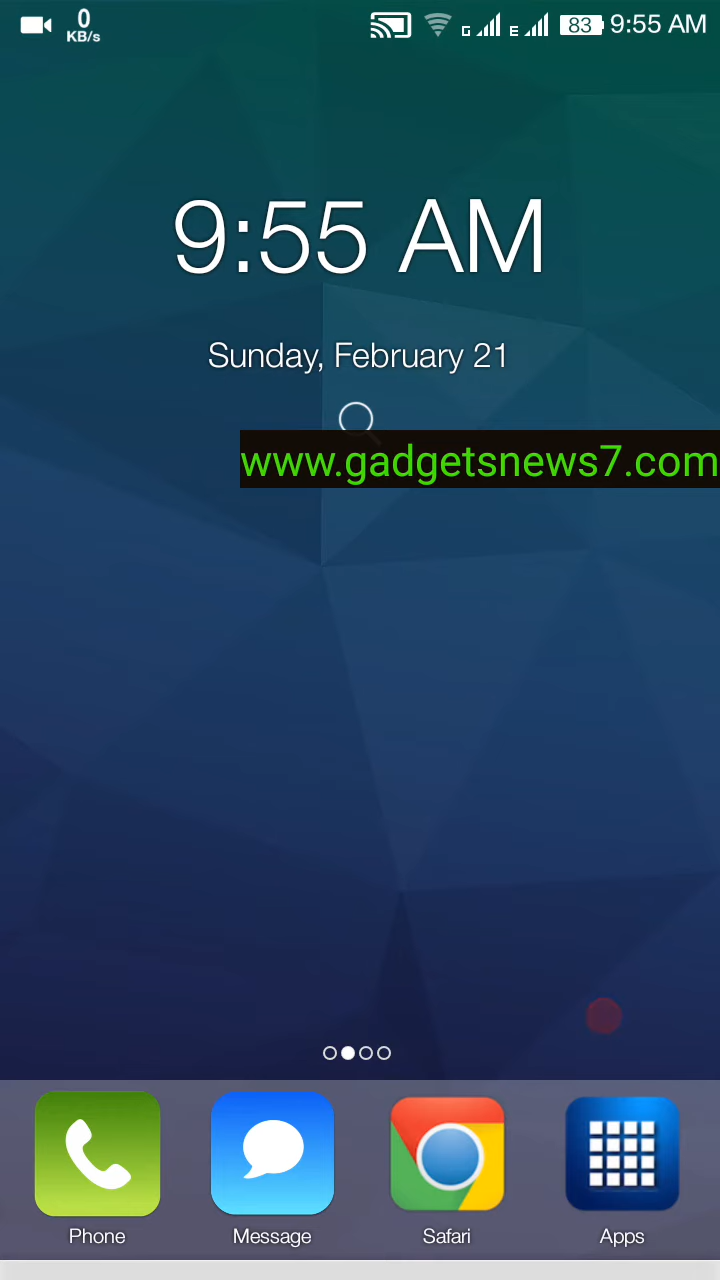 0
KB/s
G
E
83
9:55 AM
9:55 AM
Sunday, February 21
www.gadgetsnews7.com
Phone
Message
Safari
Apps